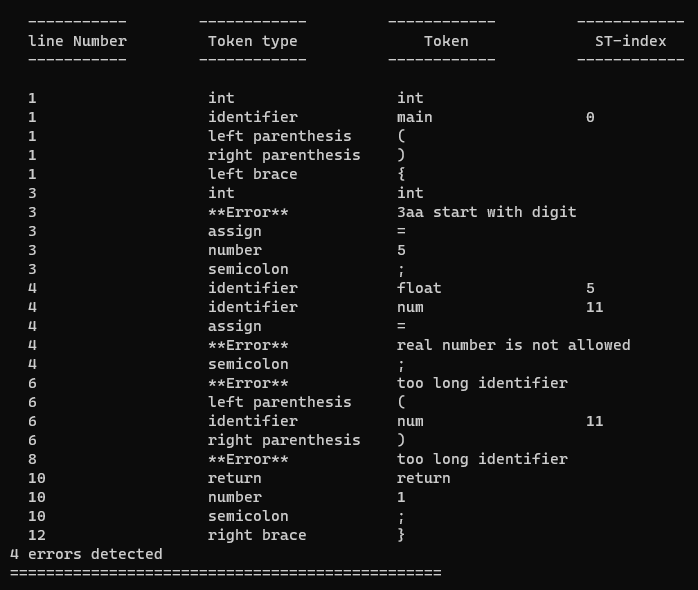 ----------- ------------ ------------ ------------
line Number Token type Token ST-index
----------- ------------ ------------ ------------
1 int int
1 identifier main 0
1 left parenthesis (
1 right parenthesis )
1 left brace {
3 int int
3 **Error** 3aa start with digit
3 assign =
3 number 5
3 semicolon ;
4 identifier float 5
4 identifier num 11
4 assign =
4 **Error** real number is not allowed
4 semicolon ;
6 **Error** too long identifier
6 left parenthesis (
6 identifier num 11
6 right parenthesis )
8 **Error** too long identifier
10 return return
10 number 1
10 semicolon ;
12 right brace }
4 errors detected
================================================